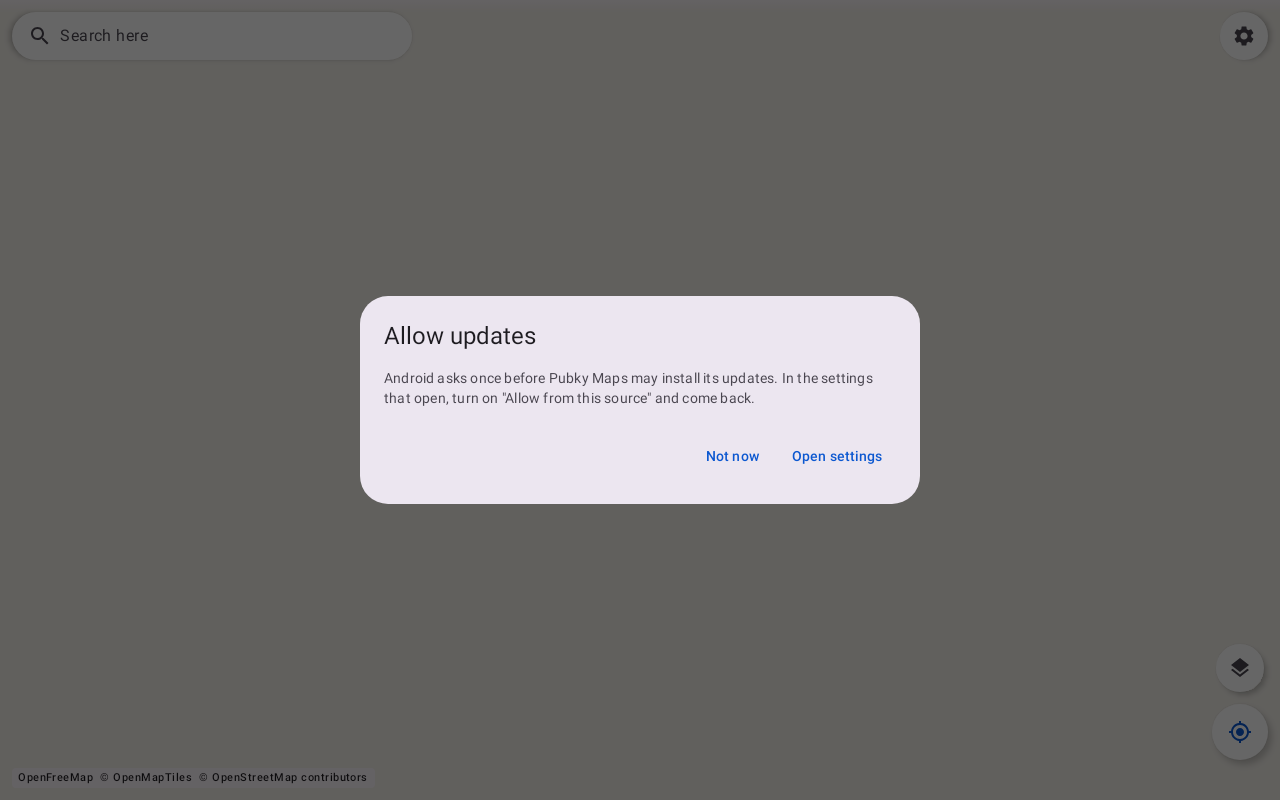 Search here
Allow updates
Android asks once before Pubky Maps may install its updates. In the settings
that open, turn on "Allow from this source" and come back.
Not now Open settings
OpenFreeMap © OpenMapTiles © OpenStreetMap contributors